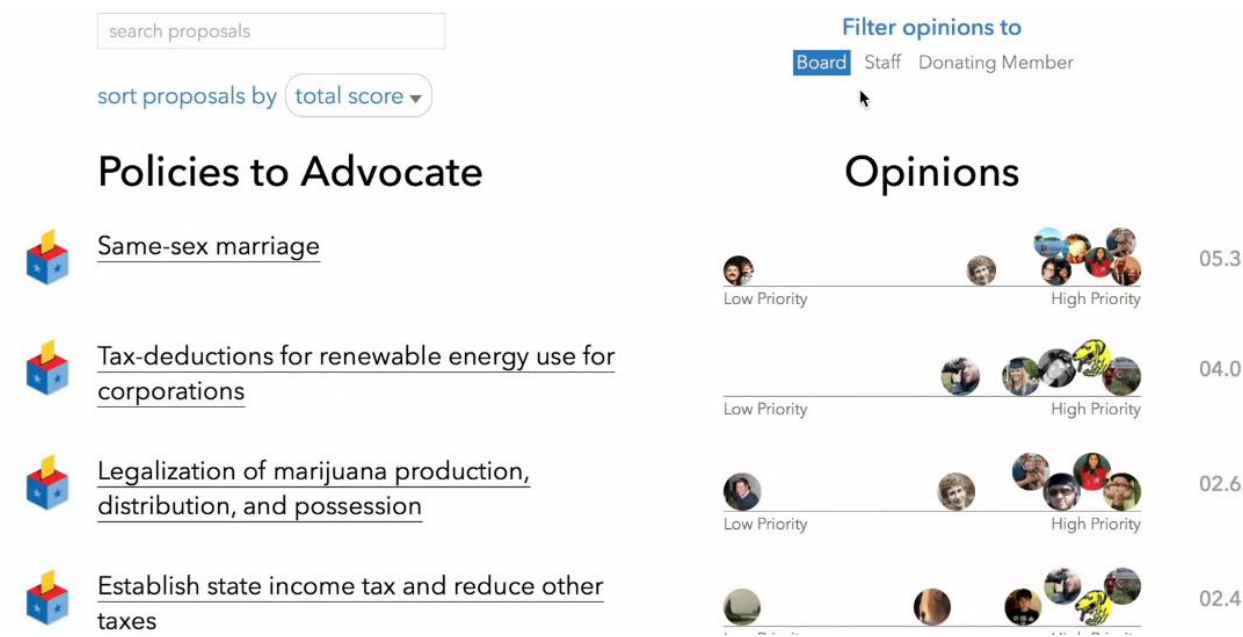 search proposals
Filter opinions to
Board Staff Donating Member
sort proposals by total score
Policies to Advocate
Opinions
Same-sex marriage
05.3
Low Priority
High Priority
Tax-deductions for renewable energy use for
corporations
04.0
Low Priority
High Priority
Legalization of marijuana production,
distribution, and possession
02.6
Low Priority
High Priority
Establish state income tax and reduce other
taxes
02.4